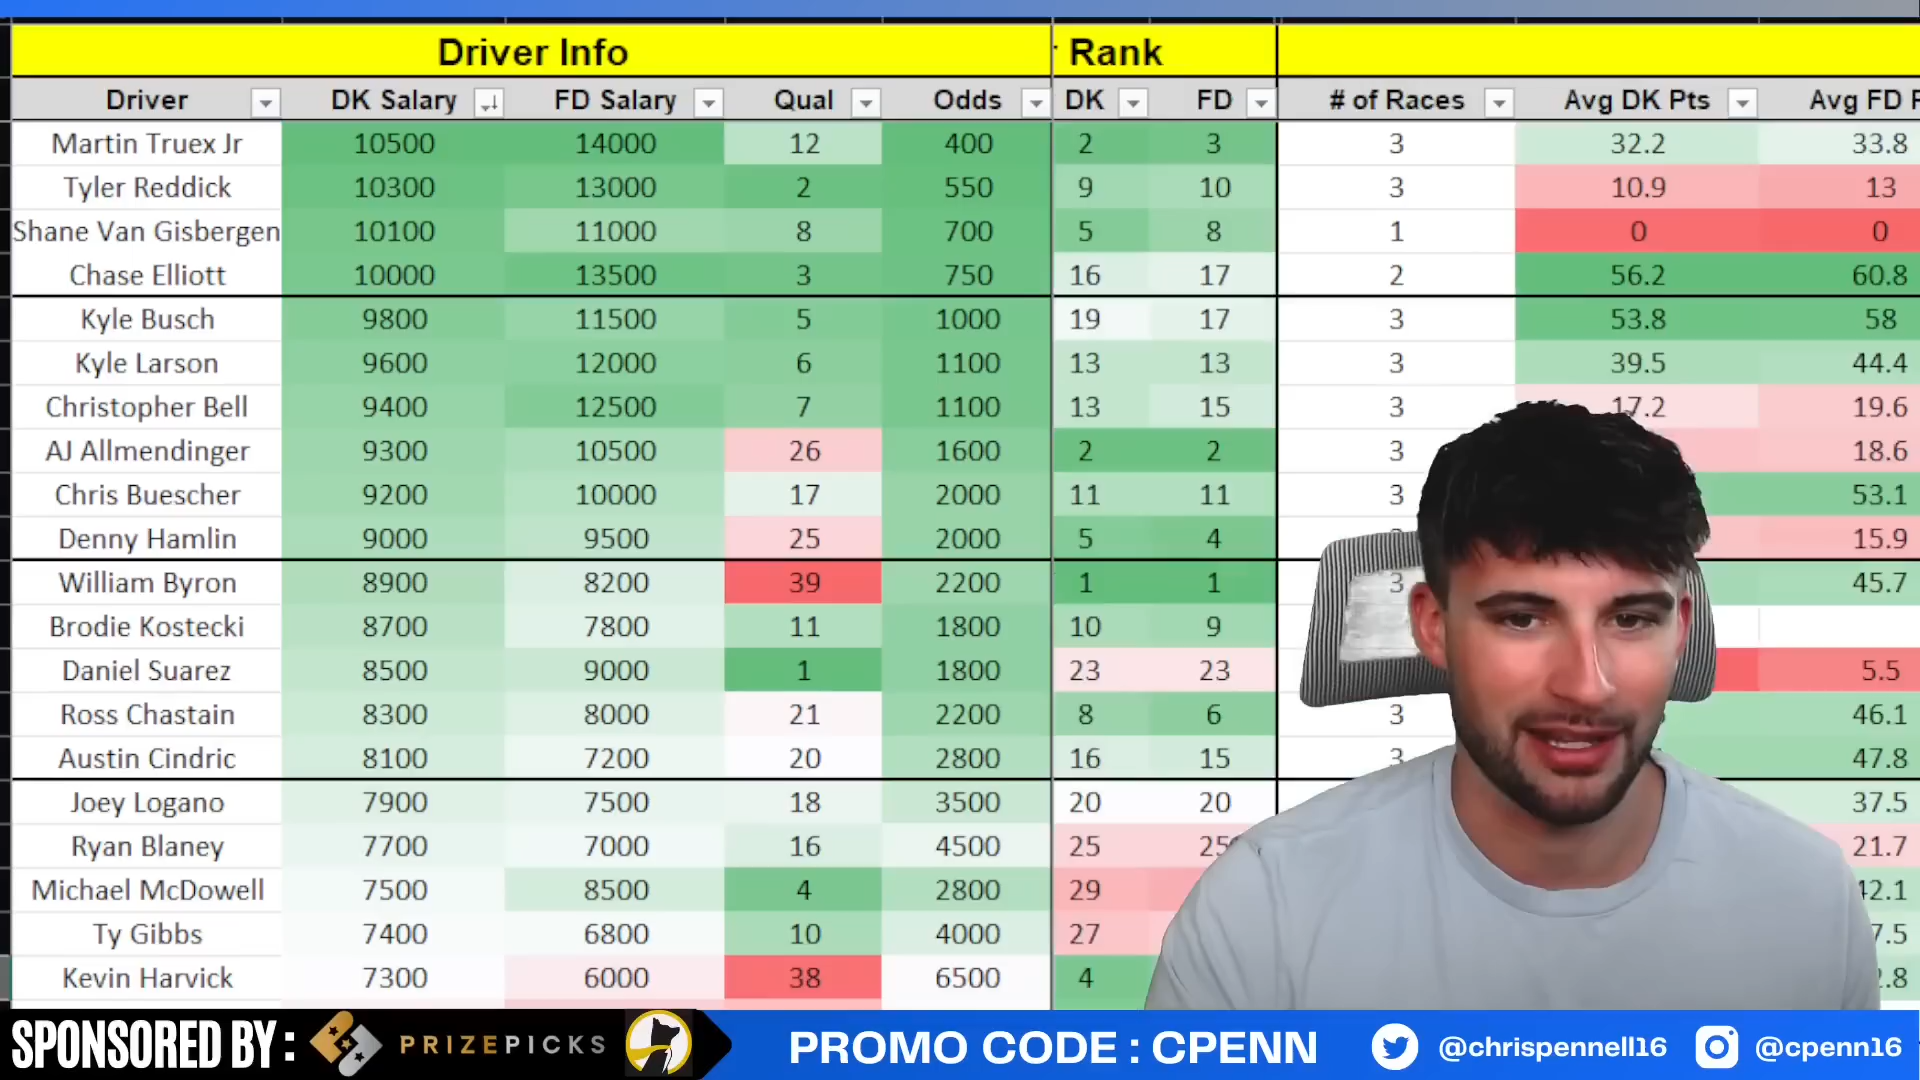 Driver Info Rank
Driver DK Salary FD Salary Qual Odds DK FD # of Races Avg DK Pts Avg FD P
Martin Truex Jr 10500 14000 12 400 2 3 3 32.2 33.8
Tyler Reddick 10300 13000 2 550 9 10 3 10.9 13
Shane Van Gisbergen 10100 11000 8 700 5 8 1 0 0
Chase Elliott 10000 13500 3 750 16 17 2 56.2 60.8
Kyle Busch 9800 11500 5 1000 19 17 3 53.8 58
Kyle Larson 9600 12000 6 1100 13 13 3 39.5 44.4
Christopher Bell 9400 12500 7 1100 13 15 3 17.2 19.6
AJ Allmendinger 9300 10500 26 1600 2 2 3 18.6
Chris Buescher 9200 10000 17 2000 11 11 3 53.1
Denny Hamlin 9000 9500 25 2000 5 4 15.9
William Byron 8900 8200 39 2200 1 1 3 45.7
Brodie Kostecki 8700 7800 11 1800 10 9
Daniel Suarez 8500 9000 1 1800 23 23 5.5
Ross Chastain 8300 8000 21 2200 8 6 3 46.1
Austin Cindric 8100 7200 20 2800 16 15 3 47.8
Joey Logano 7900 7500 18 3500 20 20 37.5
Ryan Blaney 7700 7000 16 4500 25 25 21.7
Michael McDowell 7500 8500 4 2800 29 42.1
Ty Gibbs 7400 6800 10 4000 27 7.5
Kevin Harvick 7300 6000 38 6500 4 .8
SPONSORED BY : PRIZEPICKS PROMO CODE : CPENN @chrispennell16 @cpenn16